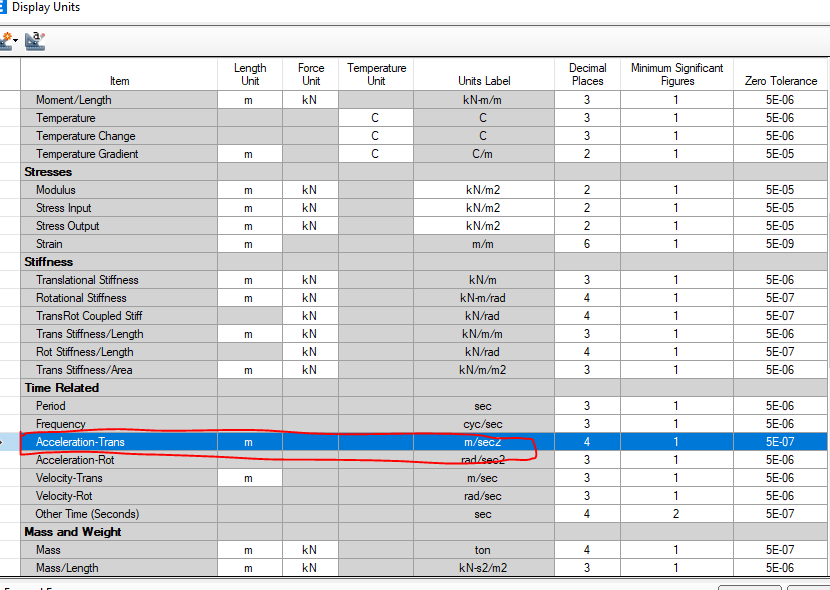 Display Units
Item Length Unit Force Unit Temperature Unit Units Label Decimal Places Minimum Significant Figures Zero Tolerance
Moment/Length m kN kN-m/m 3 1 5E-06
Temperature C C 3 1 5E-06
Temperature Change C C 3 1 5E-06
Temperature Gradient m C C/m 2 1 5E-05
Stresses
Modulus m kN kN/m2 2 1 5E-05
Stress Input m kN kN/m2 2 1 5E-05
Stress Output m kN kN/m2 2 1 5E-05
Strain m m/m 6 1 5E-09
Stiffness
Translational Stiffness m kN kN/m 3 1 5E-06
Rotational Stiffness m kN kN-m/rad 4 1 5E-07
TransRot Coupled Stiff kN kN/rad 4 1 5E-07
Trans Stiffness/Length m kN kN/m/m 3 1 5E-06
Rot Stiffness/Length kN kN/rad 4 1 5E-07
Trans Stiffness/Area m kN kN/m/m2 3 1 5E-06
Time Related
Period sec 3 1 5E-06
Frequency cyc/sec 3 1 5E-06
Acceleration-Trans m m/sec2 4 1 5E-07
Acceleration-Rot rad/sec2 3 1 5E-06
Velocity-Trans m m/sec 3 1 5E-06
Velocity-Rot rad/sec 3 1 5E-06
Other Time (Seconds) sec 4 2 5E-07
Mass and Weight
Mass m kN ton 4 1 5E-07
Mass/Length m kN kN-s2/m2 3 1 5E-06